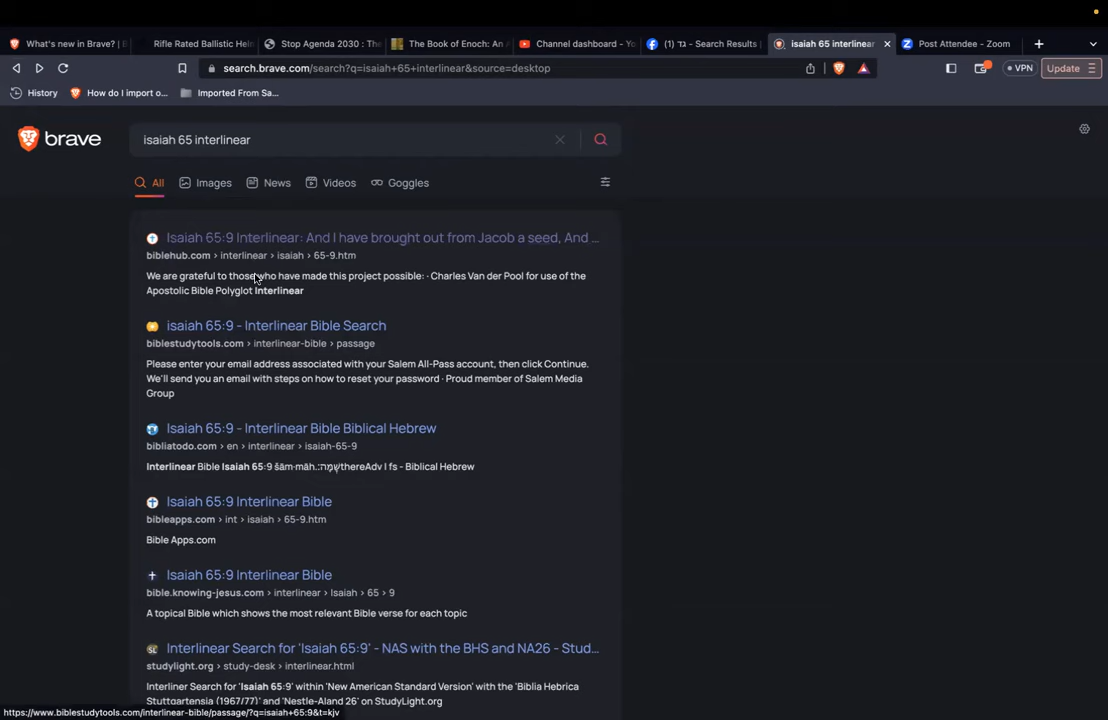 What's new in Brave? | B
Rifle Rated Ballistic Helm
Stop Agenda 2030 : The
The Book of Enoch: An A
Channel dashboard - Yo
(1) גד - Search Results |
isaiah 65 interlinear
Post Attendee - Zoom
search.brave.com/search?q=isaiah+65+interlinear&source=desktop
VPN
Update
History
How do I import o...
Imported From Sa...
brave
isaiah 65 interlinear
All
Images
News
Videos
Goggles
Isaiah 65:9 Interlinear: And I have brought out from Jacob a seed, And ...
biblehub.com › interlinear › isaiah › 65-9.htm
We are grateful to those who have made this project possible: · Charles Van der Pool for use of the
Apostolic Bible Polyglot Interlinear
isaiah 65:9 - Interlinear Bible Search
biblestudytools.com › interlinear-bible › passage
Please enter your email address associated with your Salem All-Pass account, then click Continue.
We'll send you an email with steps on how to reset your password · Proud member of Salem Media
Group
Isaiah 65:9 - Interlinear Bible Biblical Hebrew
bibliatodo.com › en › interlinear › isaiah-65-9
Interlinear Bible Isaiah 65:9 šām·māh.:שָׁמָּה thereAdv | fs - Biblical Hebrew
Isaiah 65:9 Interlinear Bible
bibleapps.com › int › isaiah › 65-9.htm
Bible Apps.com
Isaiah 65:9 Interlinear Bible
bible.knowing-jesus.com › interlinear › Isaiah › 65 › 9
A topical Bible which shows the most relevant Bible verse for each topic
Interlinear Search for 'Isaiah 65:9' - NAS with the BHS and NA26 - Stud...
studylight.org › study-desk › interlinear.html
Interliner Search for 'Isaiah 65:9' within 'New American Standard Version' with the 'Biblia Hebrica
Stuttgartensia (1967/77)' and 'Nestle-Aland 26' on StudyLight.org
https://www.biblestudytools.com/interlinear-bible/passage/?q=isaiah+65:9&t=kjv